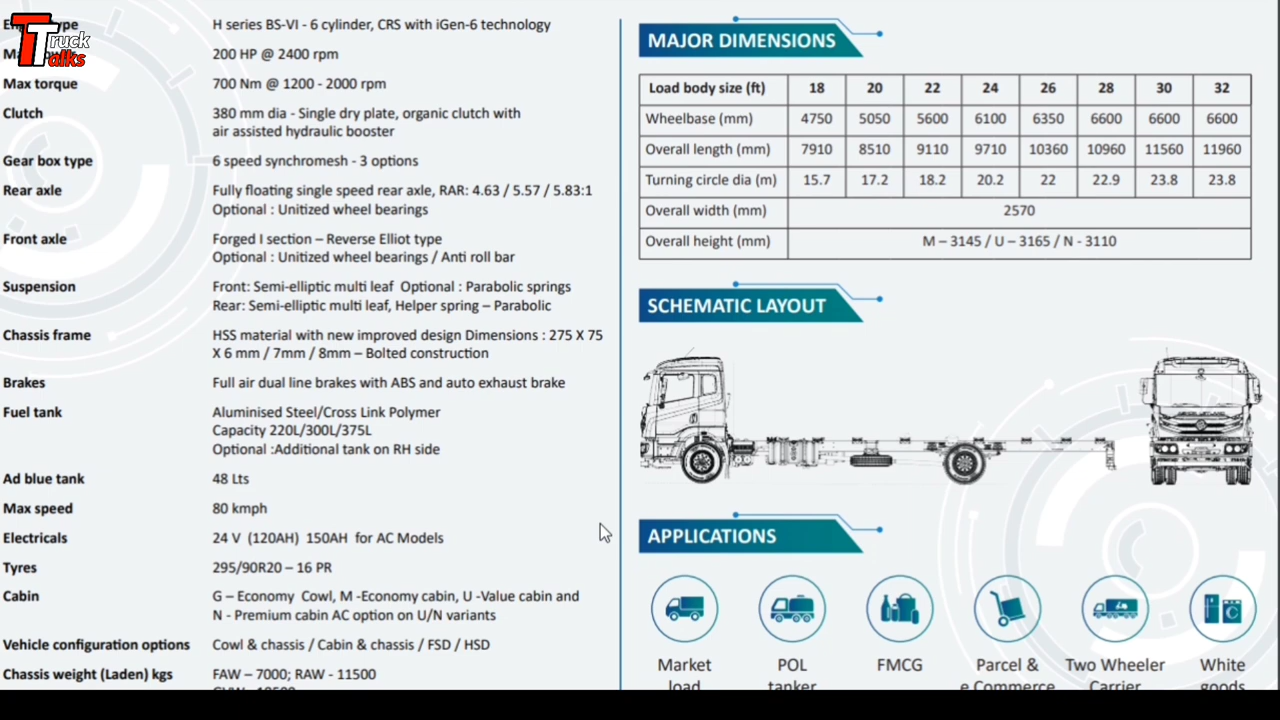 Truck
Talks
H series BS-VI - 6 cylinder, CRS with iGen-6 technology
200 HP @ 2400 rpm
Max torque 700 Nm @ 1200 - 2000 rpm
Clutch 380 mm dia - Single dry plate, organic clutch with
air assisted hydraulic booster
Gear box type 6 speed synchromesh - 3 options
Rear axle Fully floating single speed rear axle, RAR: 4.63 / 5.57 / 5.83:1
Optional : Unitized wheel bearings
Front axle Forged I section – Reverse Elliot type
Optional : Unitized wheel bearings / Anti roll bar
Suspension Front: Semi-elliptic multi leaf Optional : Parabolic springs
Rear: Semi-elliptic multi leaf, Helper spring – Parabolic
Chassis frame HSS material with new improved design Dimensions : 275 X 75
X 6 mm / 7mm / 8mm – Bolted construction
Brakes Full air dual line brakes with ABS and auto exhaust brake
Fuel tank Aluminised Steel/Cross Link Polymer
Capacity 220L/300L/375L
Optional :Additional tank on RH side
Ad blue tank 48 Lts
Max speed 80 kmph
Electricals 24 V (120AH) 150AH for AC Models
Tyres 295/90R20 – 16 PR
Cabin G – Economy Cowl, M -Economy cabin, U -Value cabin and
N - Premium cabin AC option on U/N variants
Vehicle configuration options Cowl & chassis / Cabin & chassis / FSD / HSD
Chassis weight (Laden) kgs FAW – 7000; RAW - 11500
MAJOR DIMENSIONS
Load body size (ft) 18 20 22 24 26 28 30 32
Wheelbase (mm) 4750 5050 5600 6100 6350 6600 6600 6600
Overall length (mm) 7910 8510 9110 9710 10360 10960 11560 11960
Turning circle dia (m) 15.7 17.2 18.2 20.2 22 22.9 23.8 23.8
Overall width (mm) 2570
Overall height (mm) M – 3145 / U – 3165 / N - 3110
SCHEMATIC LAYOUT
APPLICATIONS
Market POL FMCG Parcel & Two Wheeler White
load tanker e Commerce Carrier goods